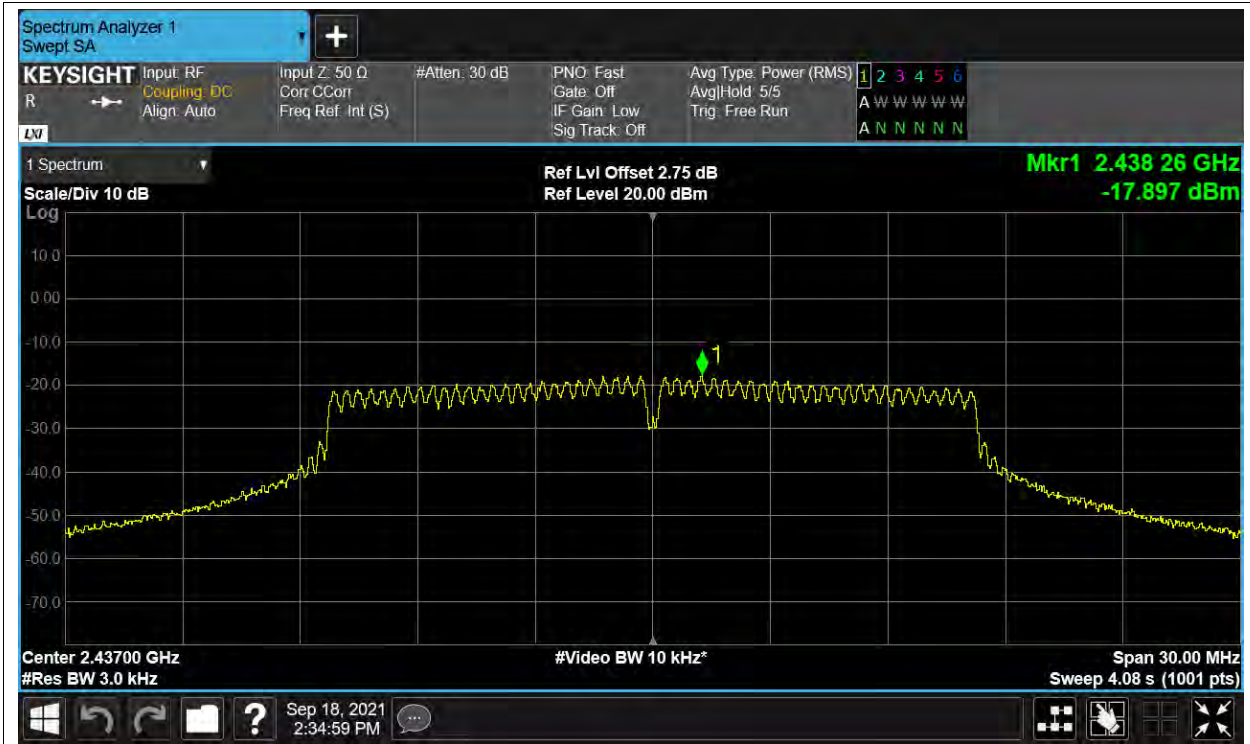 Spectrum Analyzer 1
Swept SA
+
KEYSIGHT
R
LXI
Input: RF
Coupling: DC
Align: Auto
Input Z: 50 Ω
Corr CCorr
Freq Ref: Int (S)
#Atten: 30 dB
PNO: Fast
Gate: Off
IF Gain: Low
Sig Track: Off
Avg Type: Power (RMS)
Avg|Hold: 5/5
Trig: Free Run
1 2 3 4 5 6
A W W W W W
A N N N N N
1 Spectrum
Scale/Div 10 dB
Ref Lvl Offset 2.75 dB
Ref Level 20.00 dBm
Mkr1 2.438 26 GHz
-17.897 dBm
Log
10.0
0.00
-10.0
1
-20.0
-30.0
-40.0
-50.0
-60.0
-70.0
Center 2.43700 GHz
#Res BW 3.0 kHz
#Video BW 10 kHz*
Span 30.00 MHz
Sweep 4.08 s (1001 pts)
?
Sep 18, 2021
2:34:59 PM